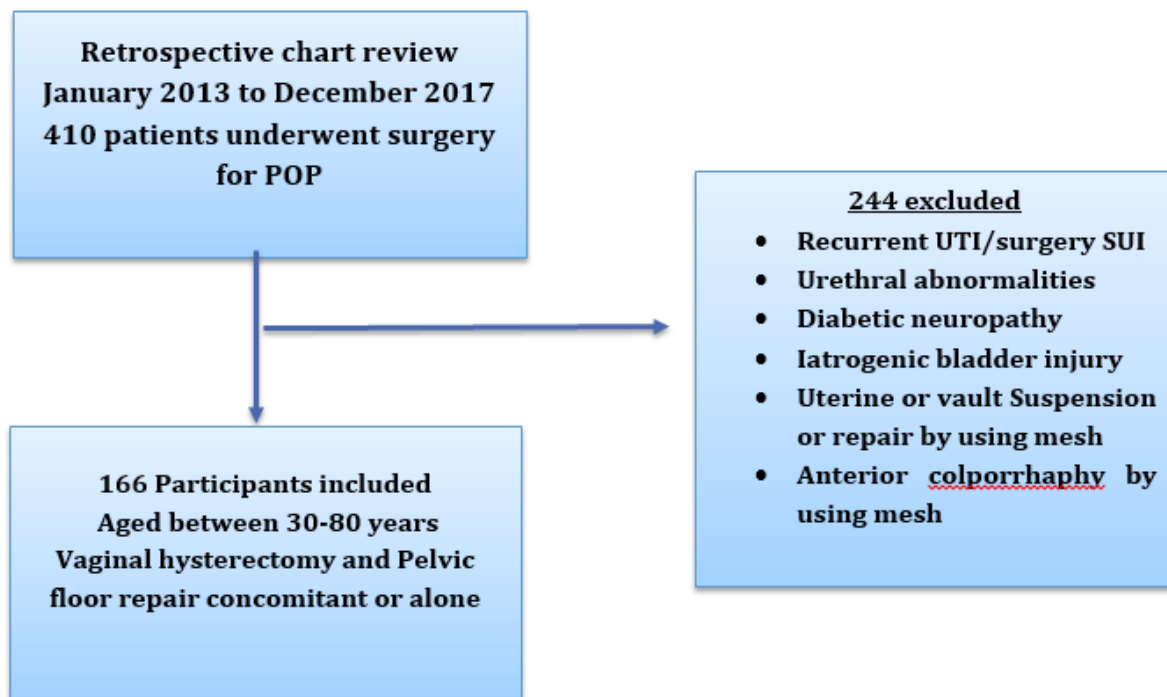 Retrospective chart review
January 2013 to December 2017
410 patients underwent surgery
for POP
244 excluded
• Recurrent UTI/surgery SUI
• Urethral abnormalities
• Diabetic neuropathy
• Iatrogenic bladder injury
• Uterine or vault Suspension
or repair by using mesh
• Anterior colporrhaphy by
using mesh
166 Participants included
Aged between 30-80 years
Vaginal hysterectomy and Pelvic
floor repair concomitant or alone